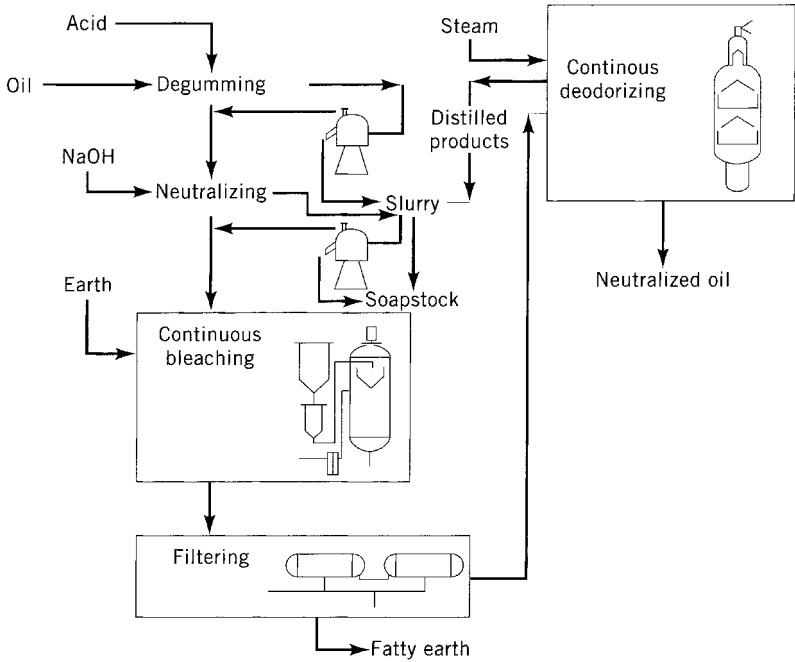 Acid
Steam
Continous
deodorizing
Oil
Degumming
Distilled
products
NaOH
Neutralizing
Slurry
Earth
Neutralized oil
Soapstock
Continuous
bleaching
Filtering
Fatty earth